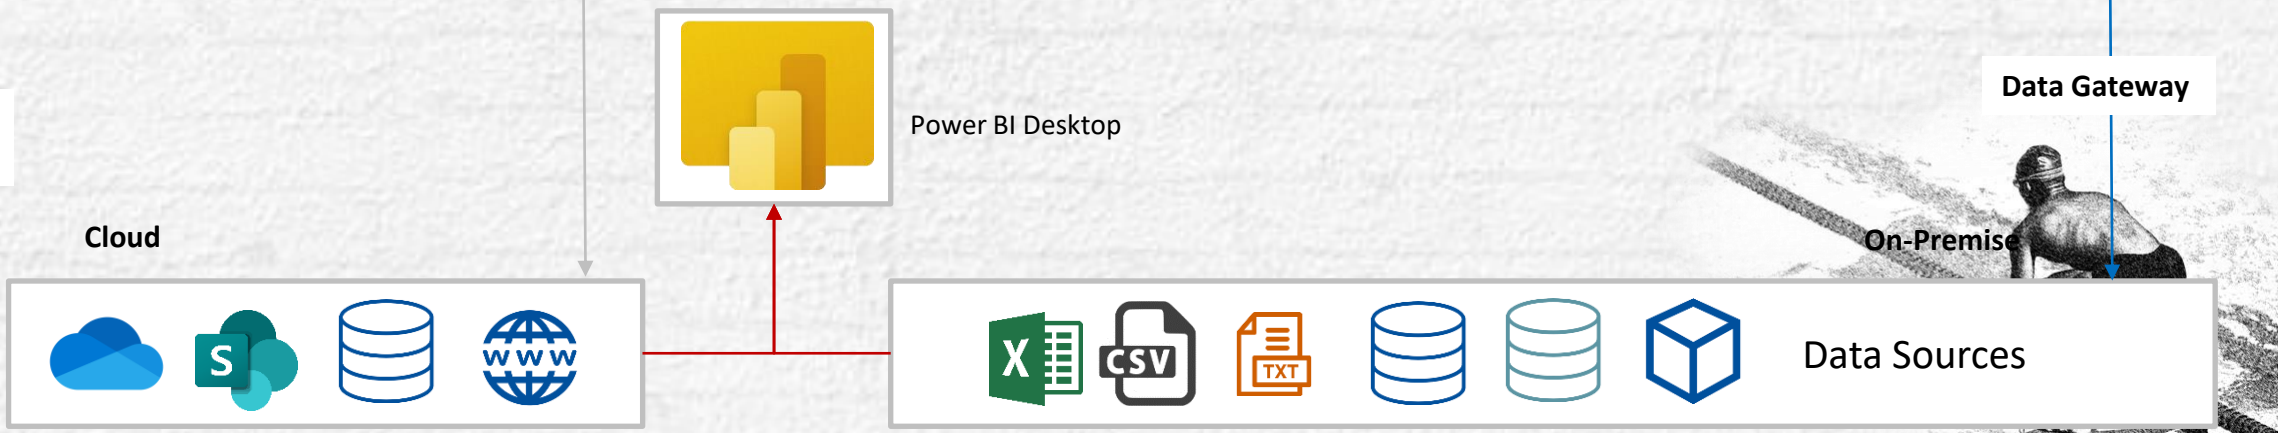 Data Gateway
Power BI Desktop
Cloud
On-Premise
S
WWW
X
CSV
TXT
Data Sources